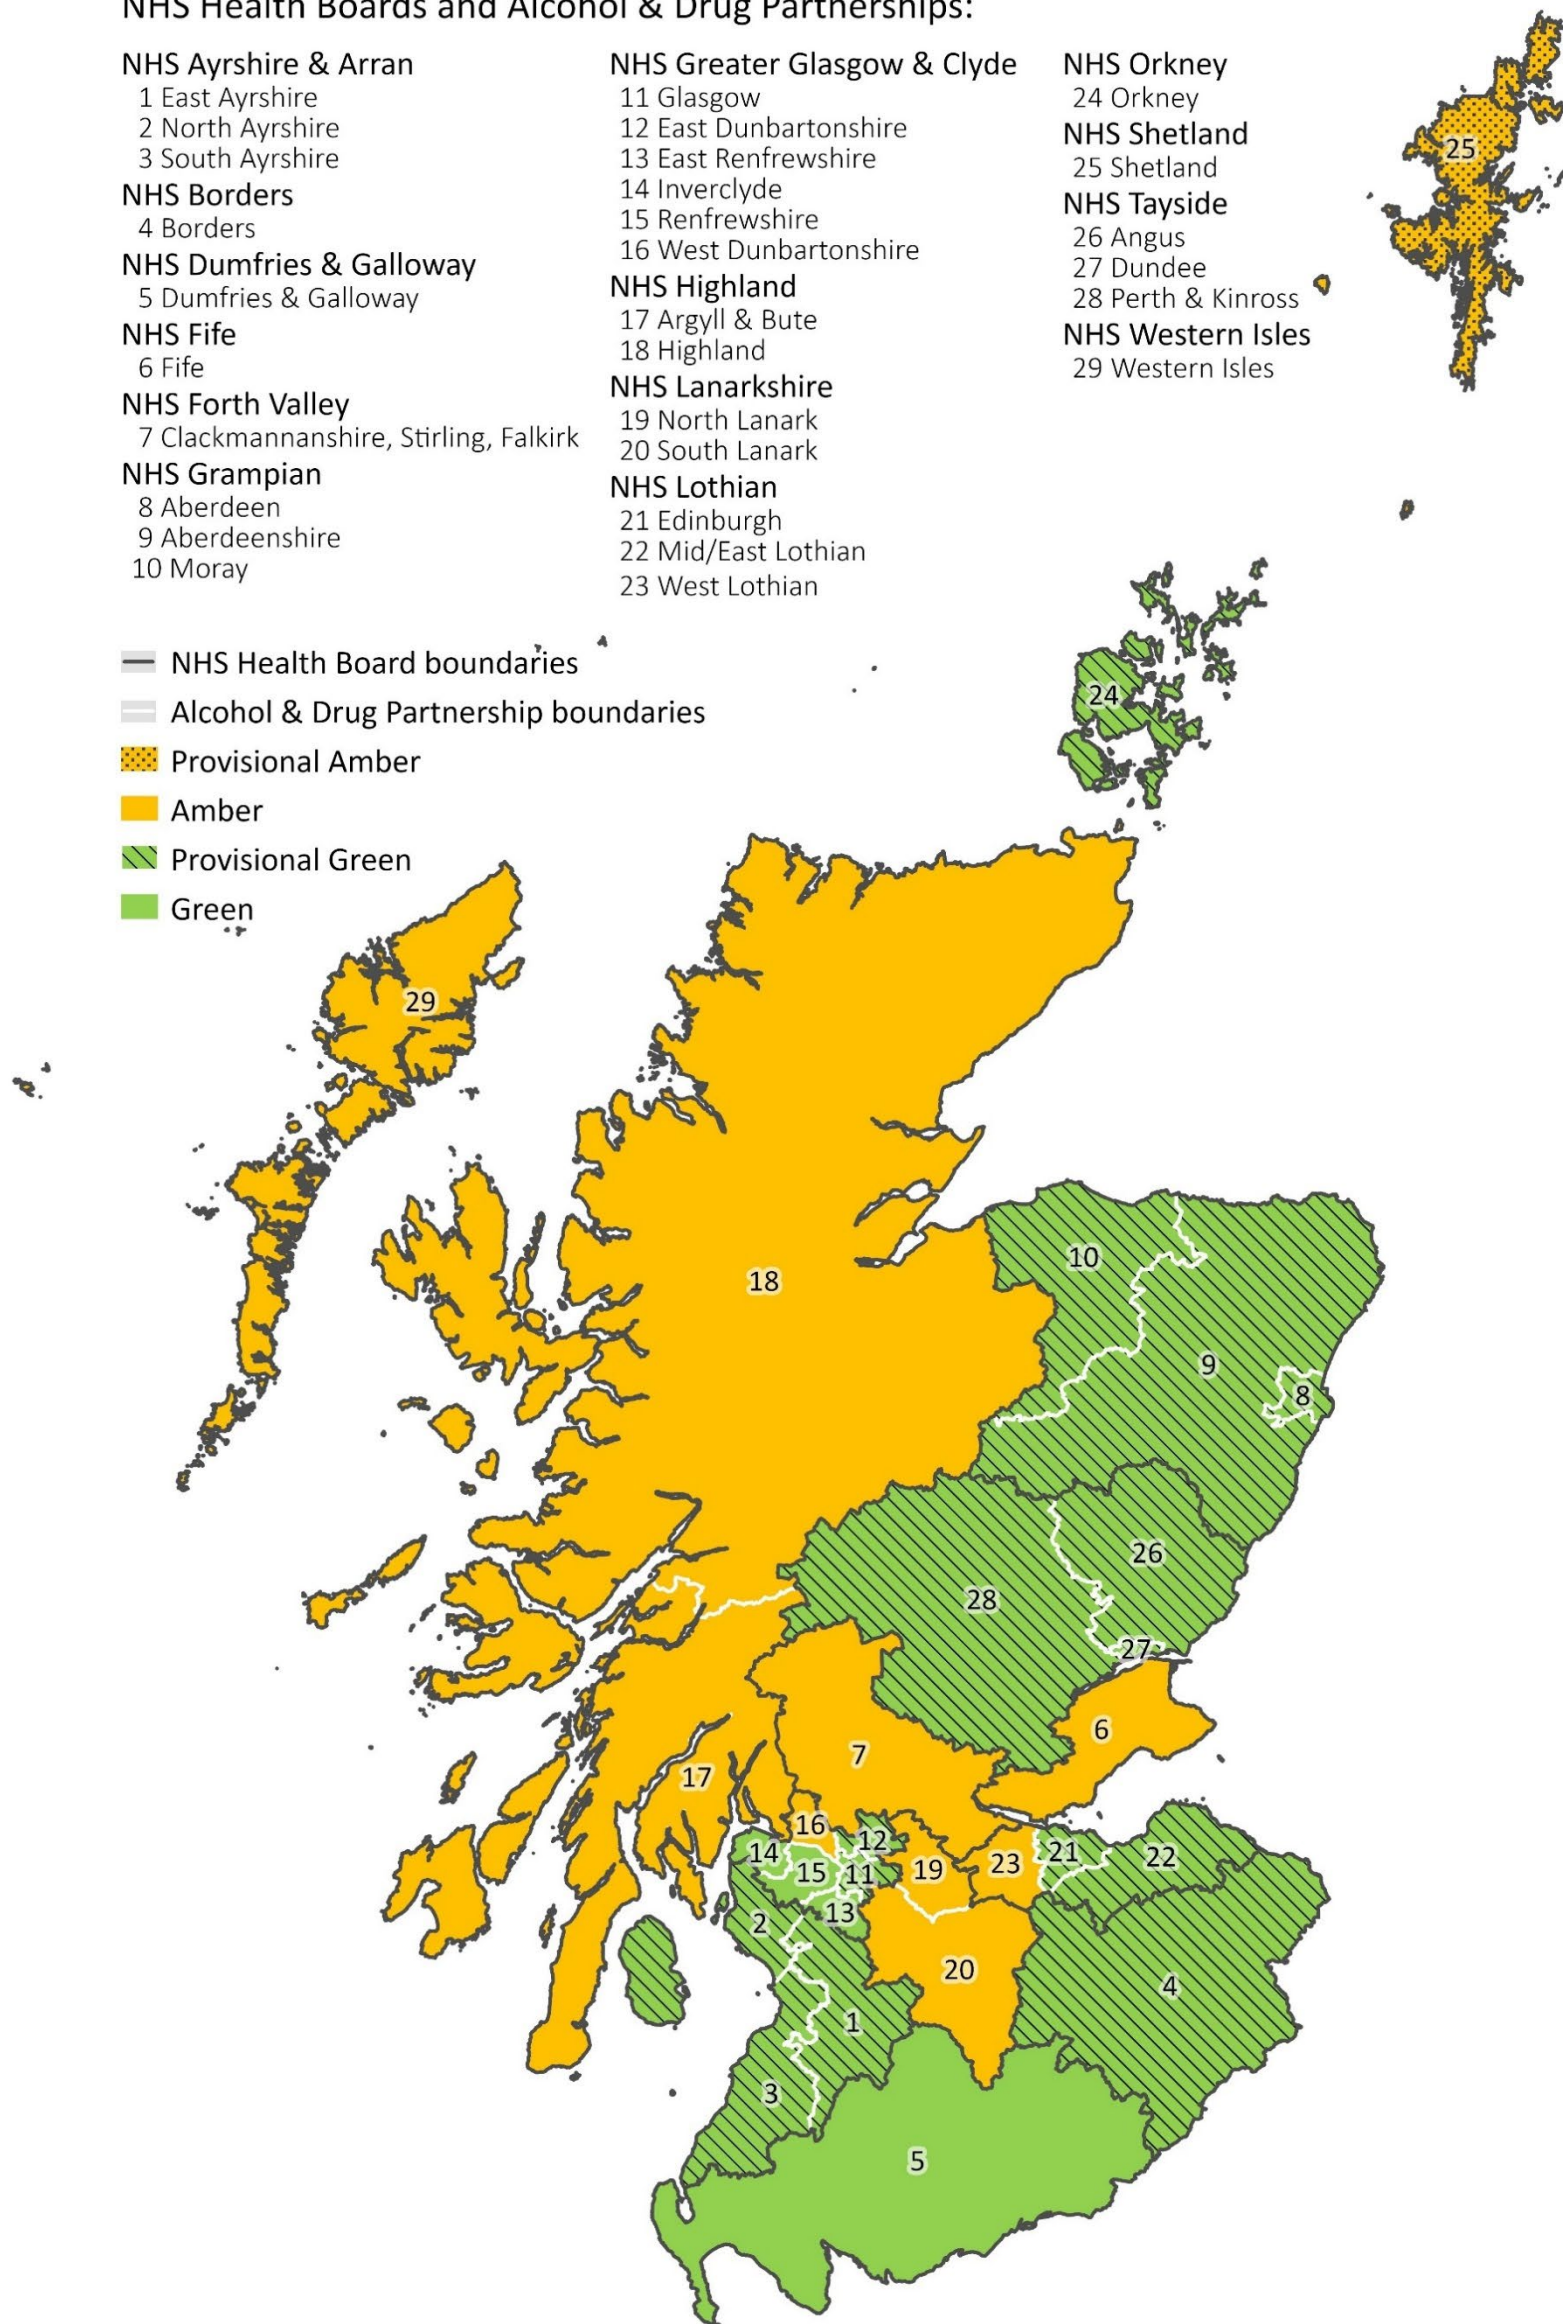 NHS Health Boards and Alcohol & Drug Partnerships:
NHS Ayrshire & Arran
1 East Ayrshire
2 North Ayrshire
3 South Ayrshire
NHS Borders
4 Borders
NHS Dumfries & Galloway
5 Dumfries & Galloway
NHS Fife
6 Fife
NHS Forth Valley
7 Clackmannanshire, Stirling, Falkirk
NHS Grampian
8 Aberdeen
9 Aberdeenshire
10 Moray
NHS Greater Glasgow & Clyde
11 Glasgow
12 East Dunbartonshire
13 East Renfrewshire
14 Inverclyde
15 Renfrewshire
16 West Dunbartonshire
NHS Highland
17 Argyll & Bute
18 Highland
NHS Lanarkshire
19 North Lanark
20 South Lanark
NHS Lothian
21 Edinburgh
22 Mid/East Lothian
23 West Lothian
NHS Orkney
24 Orkney
NHS Shetland
25 Shetland
NHS Tayside
26 Angus
27 Dundee
28 Perth & Kinross
NHS Western Isles
29 Western Isles
NHS Health Board boundaries
Alcohol & Drug Partnership boundaries
Provisional Amber
Amber
Provisional Green
Green
25
24
29
18
10
9
8
26
28
27
6
7
17
16
12
14
15
11
19
23
21
22
13
2
20
4
1
3
5